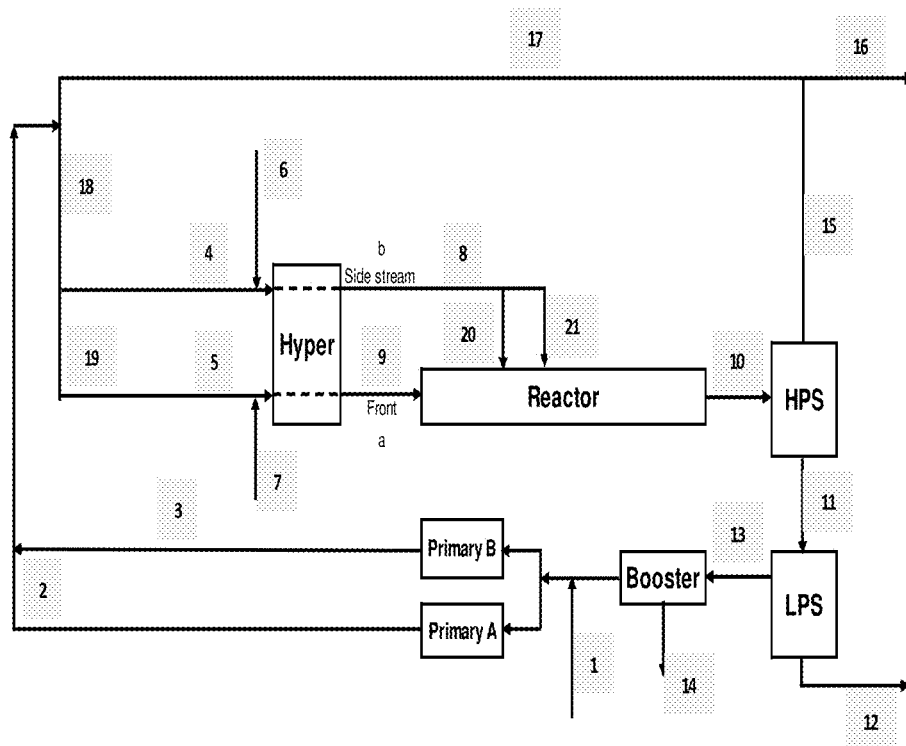 17
16
6
18
15
4
b
8
Side stream
Hyper
20
21
19
5
9
10
Reactor
HPS
Front
a
7
11
3
13
Primary B
Booster
2
LPS
Primary A
1
14
12